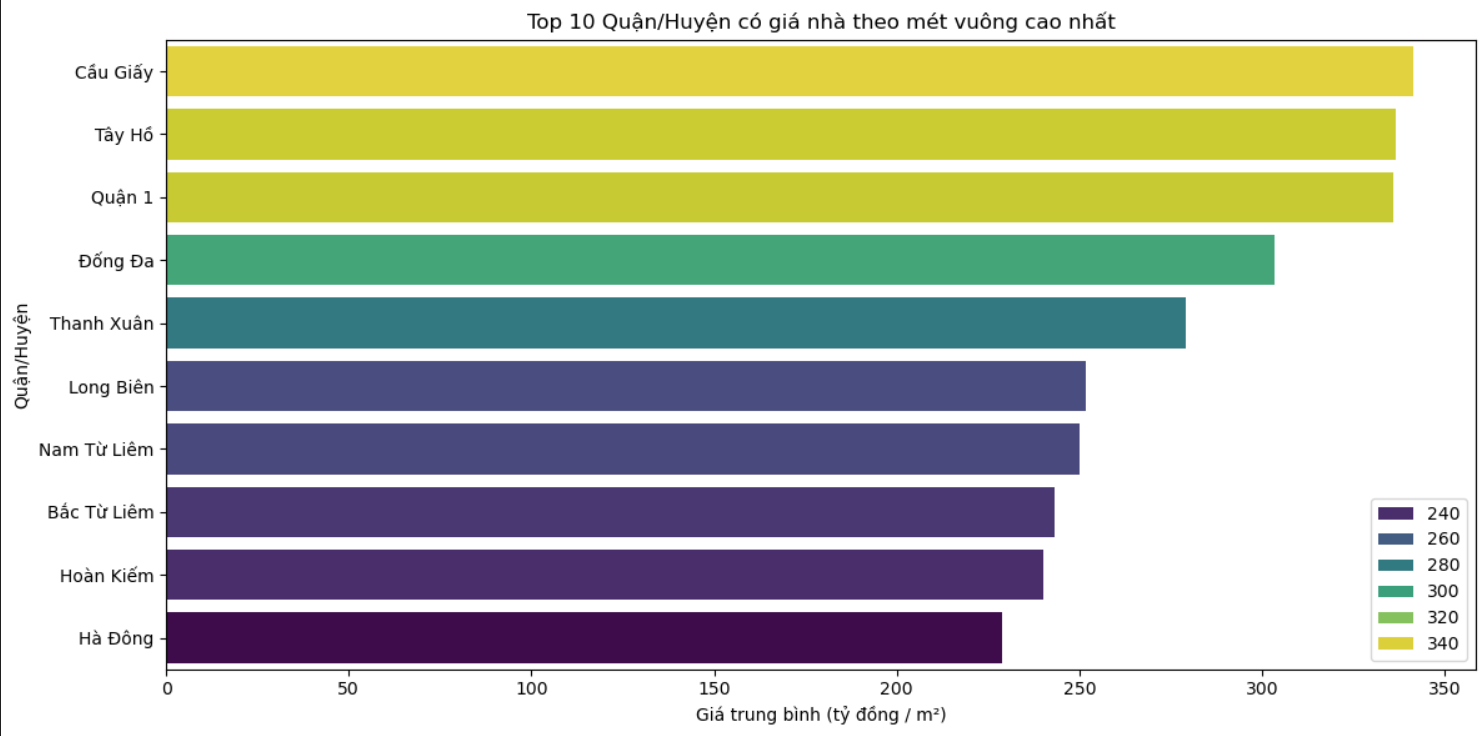 Top 10 Quận/Huyện có giá nhà theo mét vuông cao nhất
Quận/Huyện
Cầu Giấy
Tây Hồ
Quận 1
Đống Đa
Thanh Xuân
Long Biên
Nam Từ Liêm
Bắc Từ Liêm
Hoàn Kiếm
Hà Đông
240
260
280
300
320
340
0 50 100 150 200 250 300 350
Giá trung bình (tỷ đồng / m²)